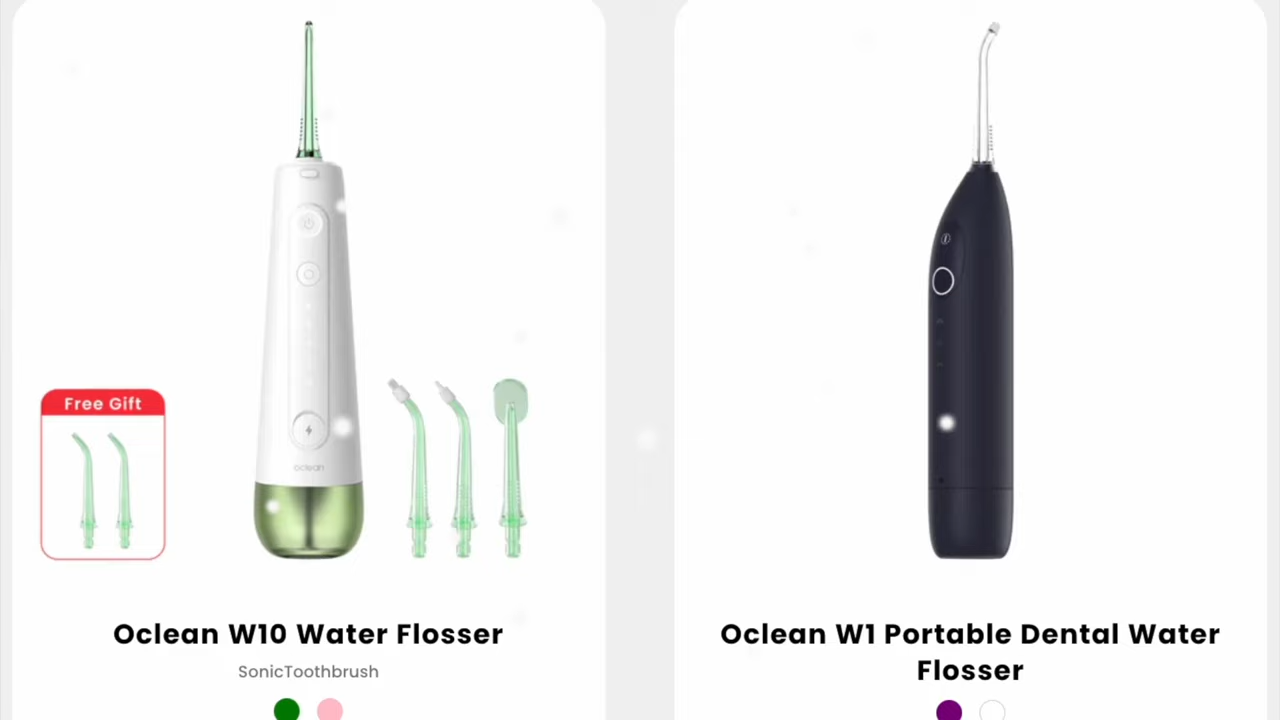 Free Gift
oclean
Oclean W10 Water Flosser
SonicToothbrush
Oclean W1 Portable Dental Water
Flosser